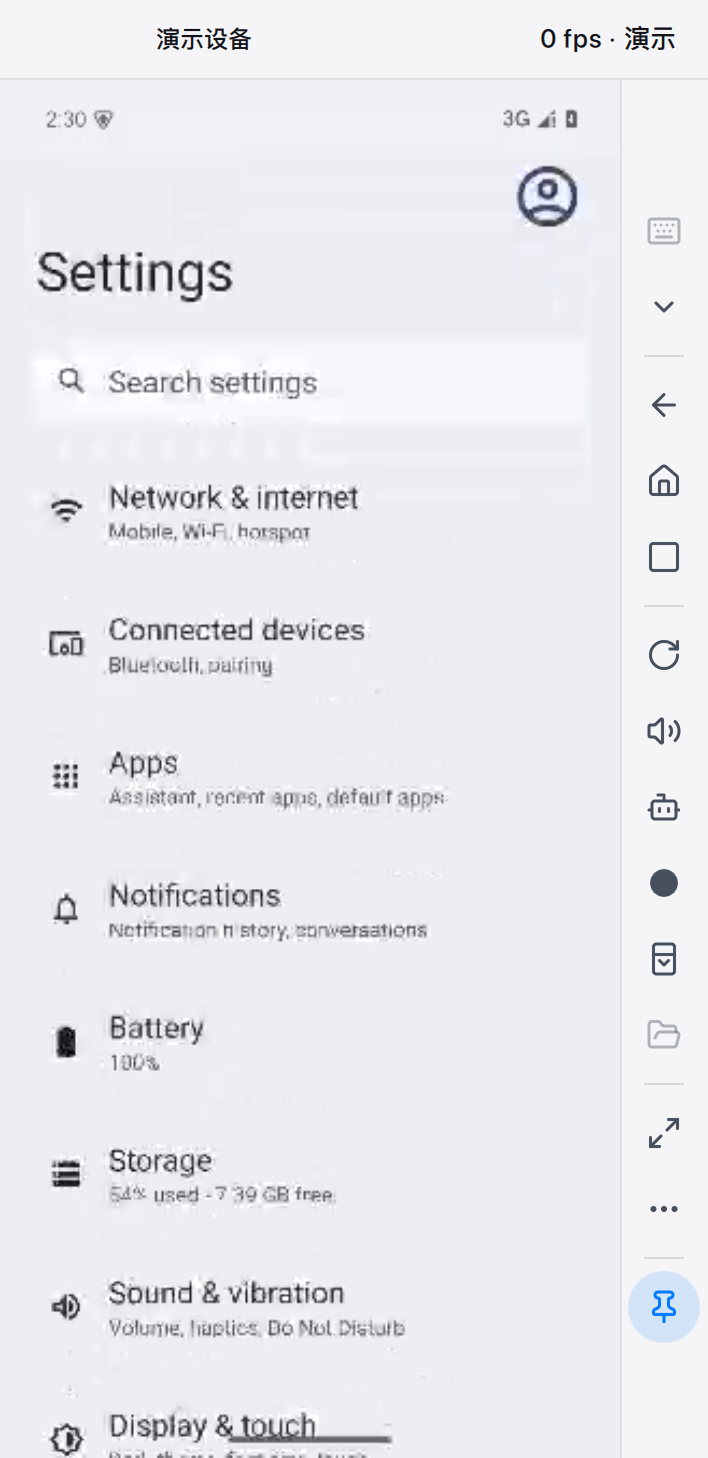 演示设备
0 fps · 演示
2:30
3G
Settings
Search settings
Network & internet
Mobile, Wi-Fi, hotspot
Connected devices
Bluetooth, pairing
Apps
Assistant, recent apps, default apps
Notifications
Notification history, conversations
Battery
100%
Storage
54% used - 7.39 GB free
Sound & vibration
Volume, haptics, Do Not Disturb
Display & touch